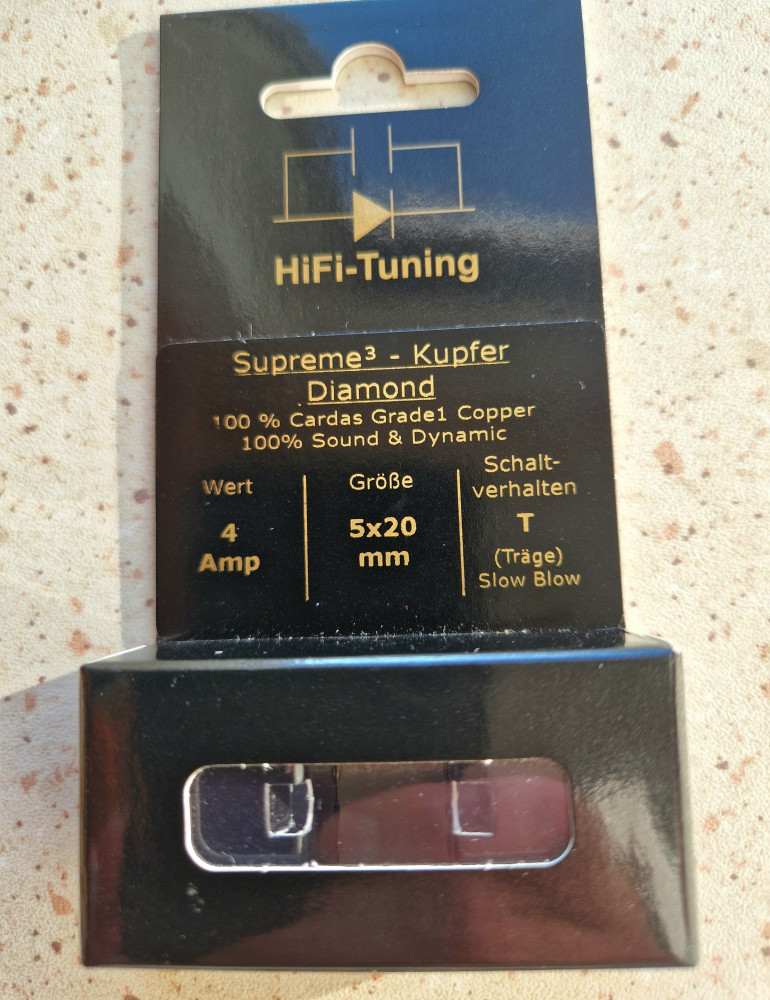 HiFi-Tuning
Supreme³ - Kupfer
Diamond
100 % Cardas Grade1 Copper
100% Sound & Dynamic
Wert
4
Amp
Größe
5x20
mm
Schalt-
verhalten
T
(Träge)
Slow Blow